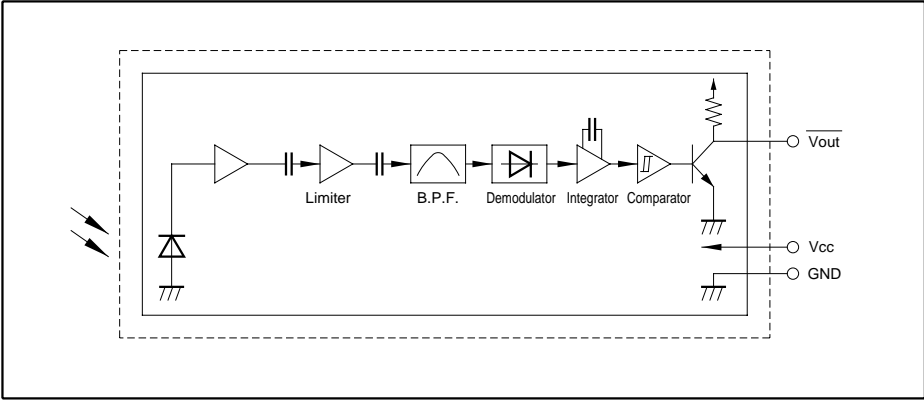 Vout
Limiter
B.P.F.
Demodulator
Integrator
Comparator
Vcc
GND